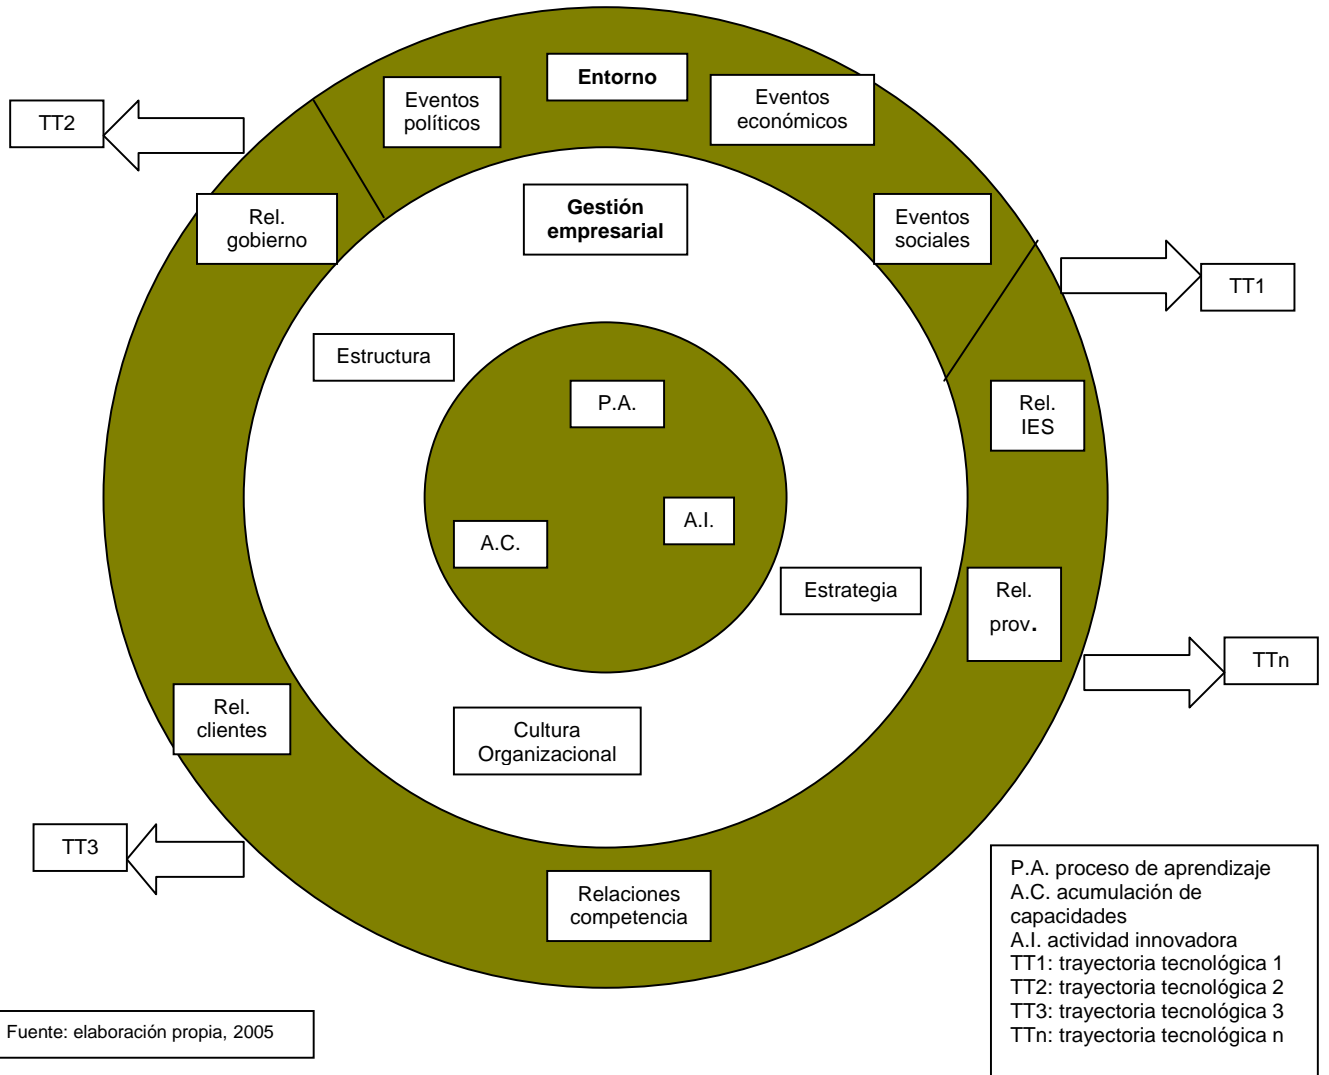 Entorno
Eventos
políticos
Eventos
económicos
TT2
Rel.
gobierno
Gestión
empresarial
Eventos
sociales
TT1
Estructura
P.A.
Rel.
IES
A.C.
A.I.
Estrategia
Rel.
prov.
TTn
Rel.
clientes
Cultura
Organizacional
TT3
Relaciones
competencia
P.A. proceso de aprendizaje
A.C. acumulación de
capacidades
A.I. actividad innovadora
TT1: trayectoria tecnológica 1
TT2: trayectoria tecnológica 2
TT3: trayectoria tecnológica 3
TTn: trayectoria tecnológica n
Fuente: elaboración propia, 2005